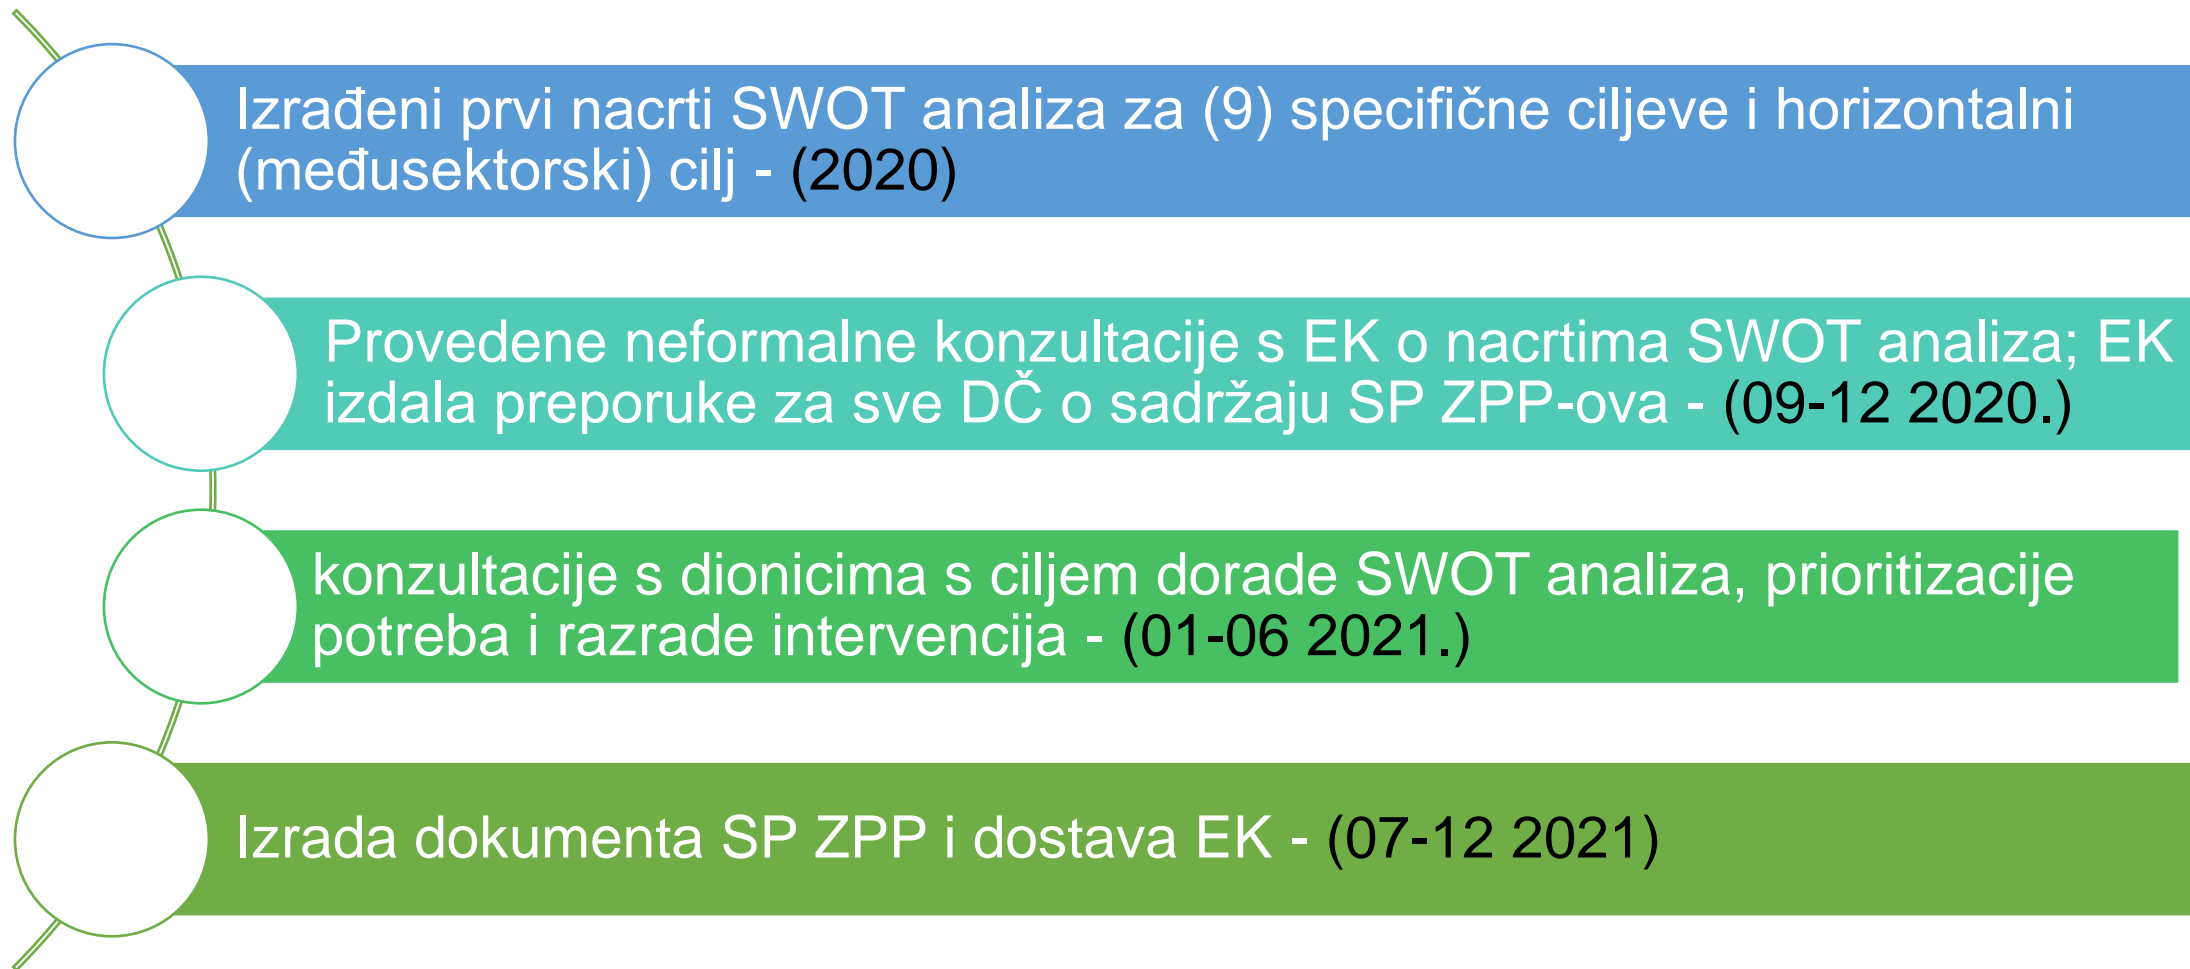 Izrađeni prvi nacrti SWOT analiza za (9) specifične ciljeve i horizontalni
(međusektorski) cilj - (2020)
Provedene neformalne konzultacije s EK o nacrtima SWOT analiza; EK
izdala preporuke za sve DČ o sadržaju SP ZPP-ova - (09-12 2020.)
konzultacije s dionicima s ciljem dorade SWOT analiza, prioritizacije
potreba i razrade intervencija - (01-06 2021.)
Izrada dokumenta SP ZPP i dostava EK - (07-12 2021)